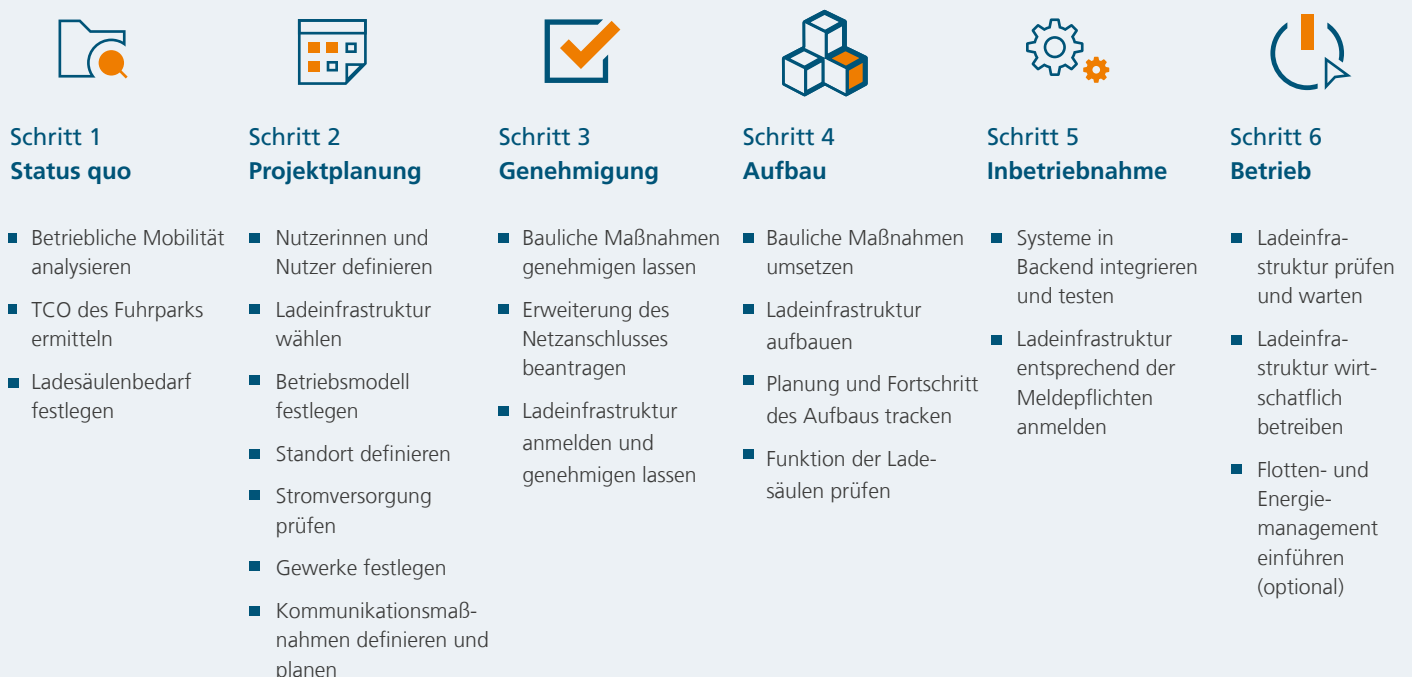 Schritt 1
Status quo
Betriebliche Mobilität
analysieren
TCO des Fuhrparks
ermitteln
Ladesäulenbedarf
festlegen
Schritt 2
Projektplanung
Nutzerinnen und
Nutzer definieren
Ladeinfrastruktur
wählen
Betriebsmodell
festlegen
Standort definieren
Stromversorgung
prüfen
Gewerke festlegen
Kommunikationsmaß-
nahmen definieren und
planen
Schritt 3
Genehmigung
Bauliche Maßnahmen
genehmigen lassen
Erweiterung des
Netzanschlusses
beantragen
Ladeinfrastruktur
anmelden und
genehmigen lassen
Schritt 4
Aufbau
Bauliche Maßnahmen
umsetzen
Ladeinfrastruktur
aufbauen
Planung und Fortschritt
des Aufbaus tracken
Funktion der Lade-
säulen prüfen
Schritt 5
Inbetriebnahme
Systeme in
Backend integrieren
und testen
Ladeinfrastruktur
entsprechend der
Meldepflichten
anmelden
Schritt 6
Betrieb
Ladeinfra-
struktur prüfen
und warten
Ladeinfra-
struktur wirt-
schatflich
betreiben
Flotten- und
Energie-
management
einführen
(optional)